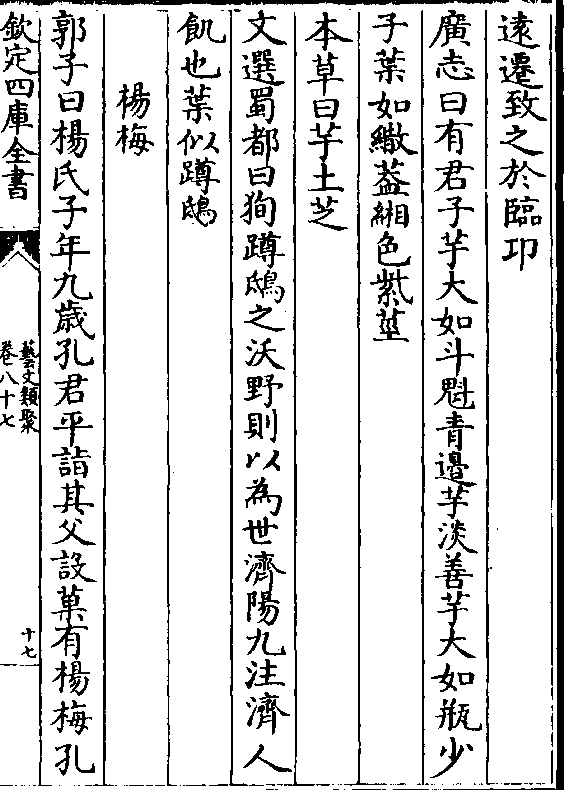 遠遷致之於臨卭
廣志曰有君子芋大如斗魁青邉芋淡善芋大如瓶少
子葉如繖葢緗色紫莖
本草曰芋土芝
文選蜀都曰狥蹲鴟之沃野則以為世濟陽九注濟人
飢也葉似蹲鴟
楊梅
郭子曰楊氏子年九歳孔君平詣其父設菓有楊梅孔
欽定四庫全書
藝文類聚
卷八十七
十七